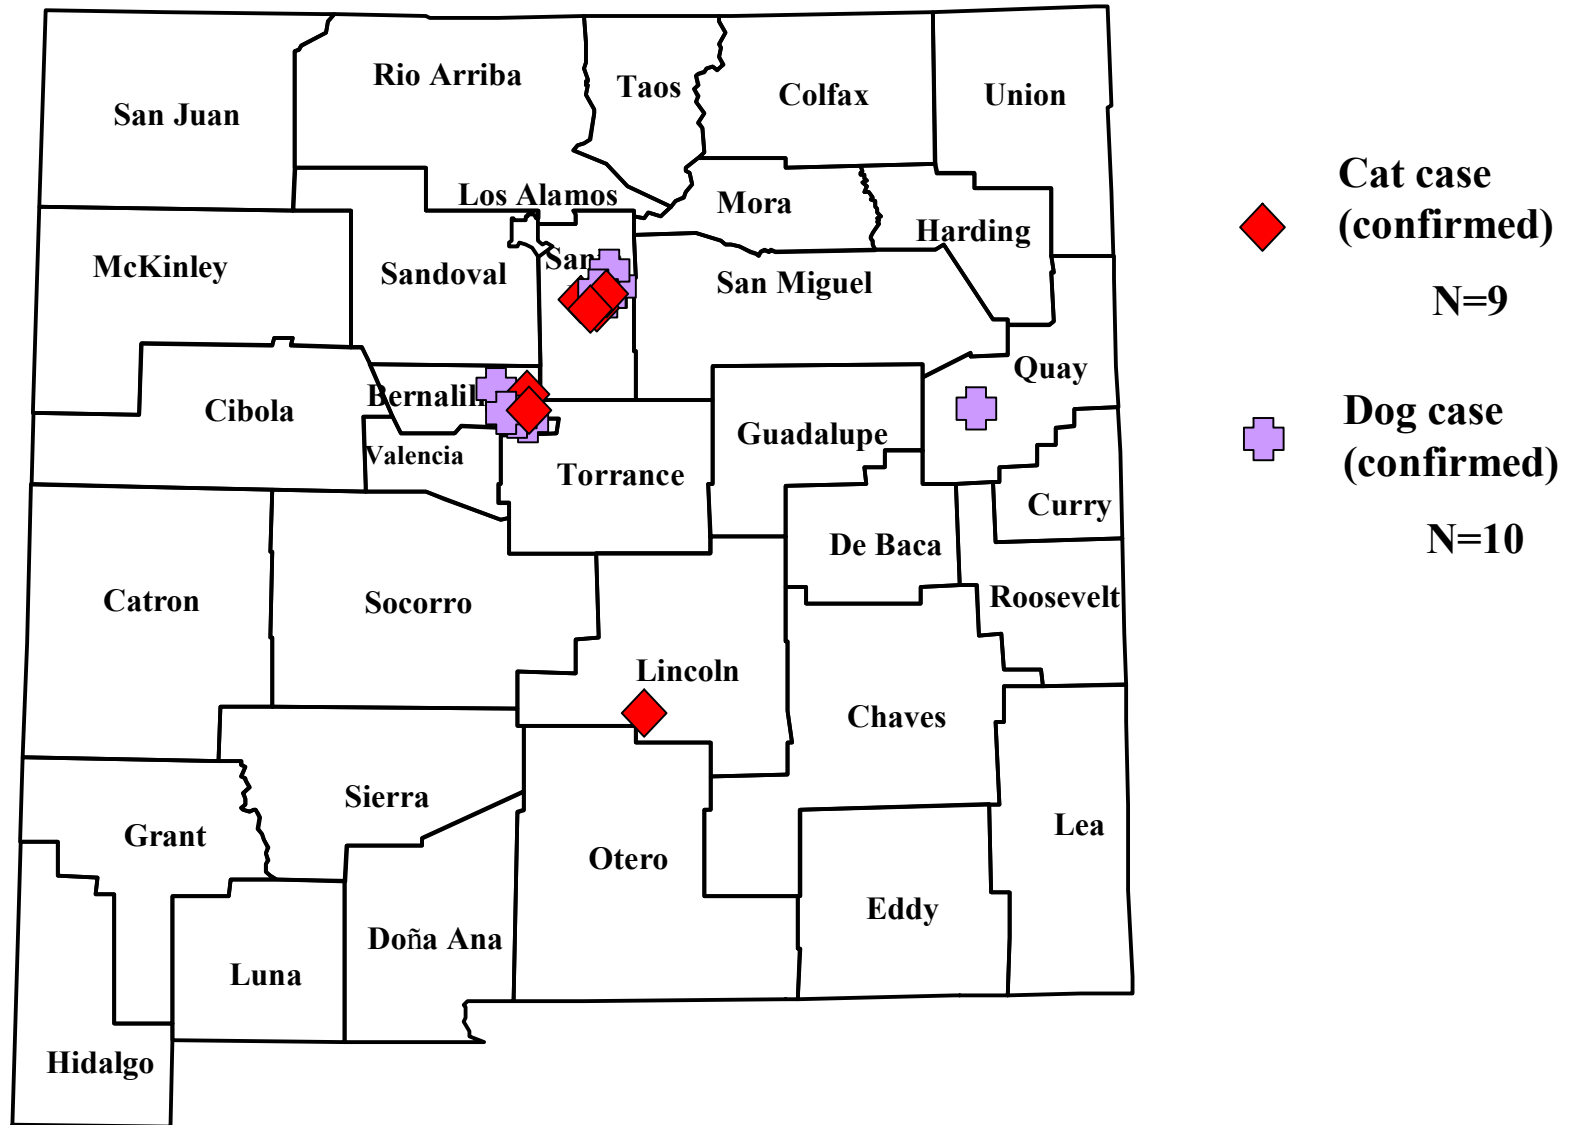 Rio Arriba
Taos
Colfax
Union
San Juan
Cat case
(confirmed)
N=9
Los Alamos
Mora
Harding
McKinley
Sandoval
San
San Miguel
Quay
Bernalil
Cibola
Dog case
(confirmed)
N=10
Guadalupe
Valencia
Torrance
Curry
De Baca
Catron
Socorro
Roosevelt
Lincoln
Chaves
Sierra
Grant
Lea
Otero
Eddy
Doña Ana
Luna
Hidalgo